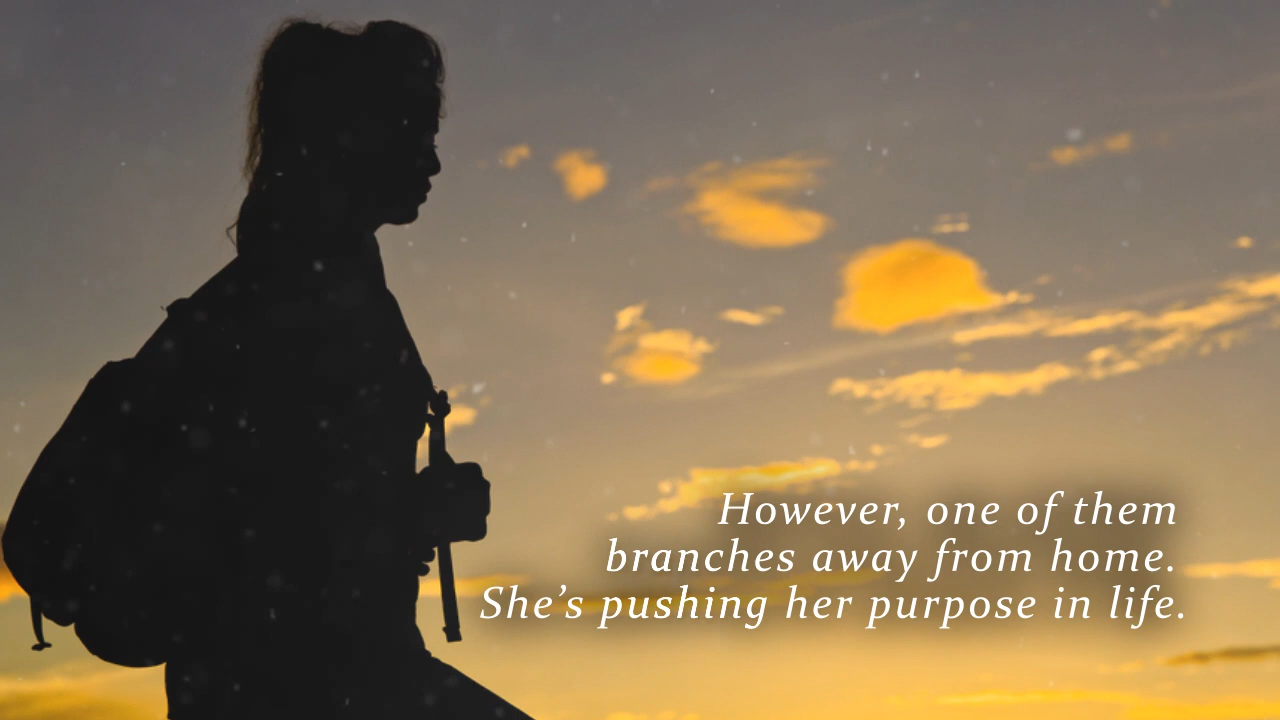 However, one of them
branches away from home.
She’s pushing her purpose in life.